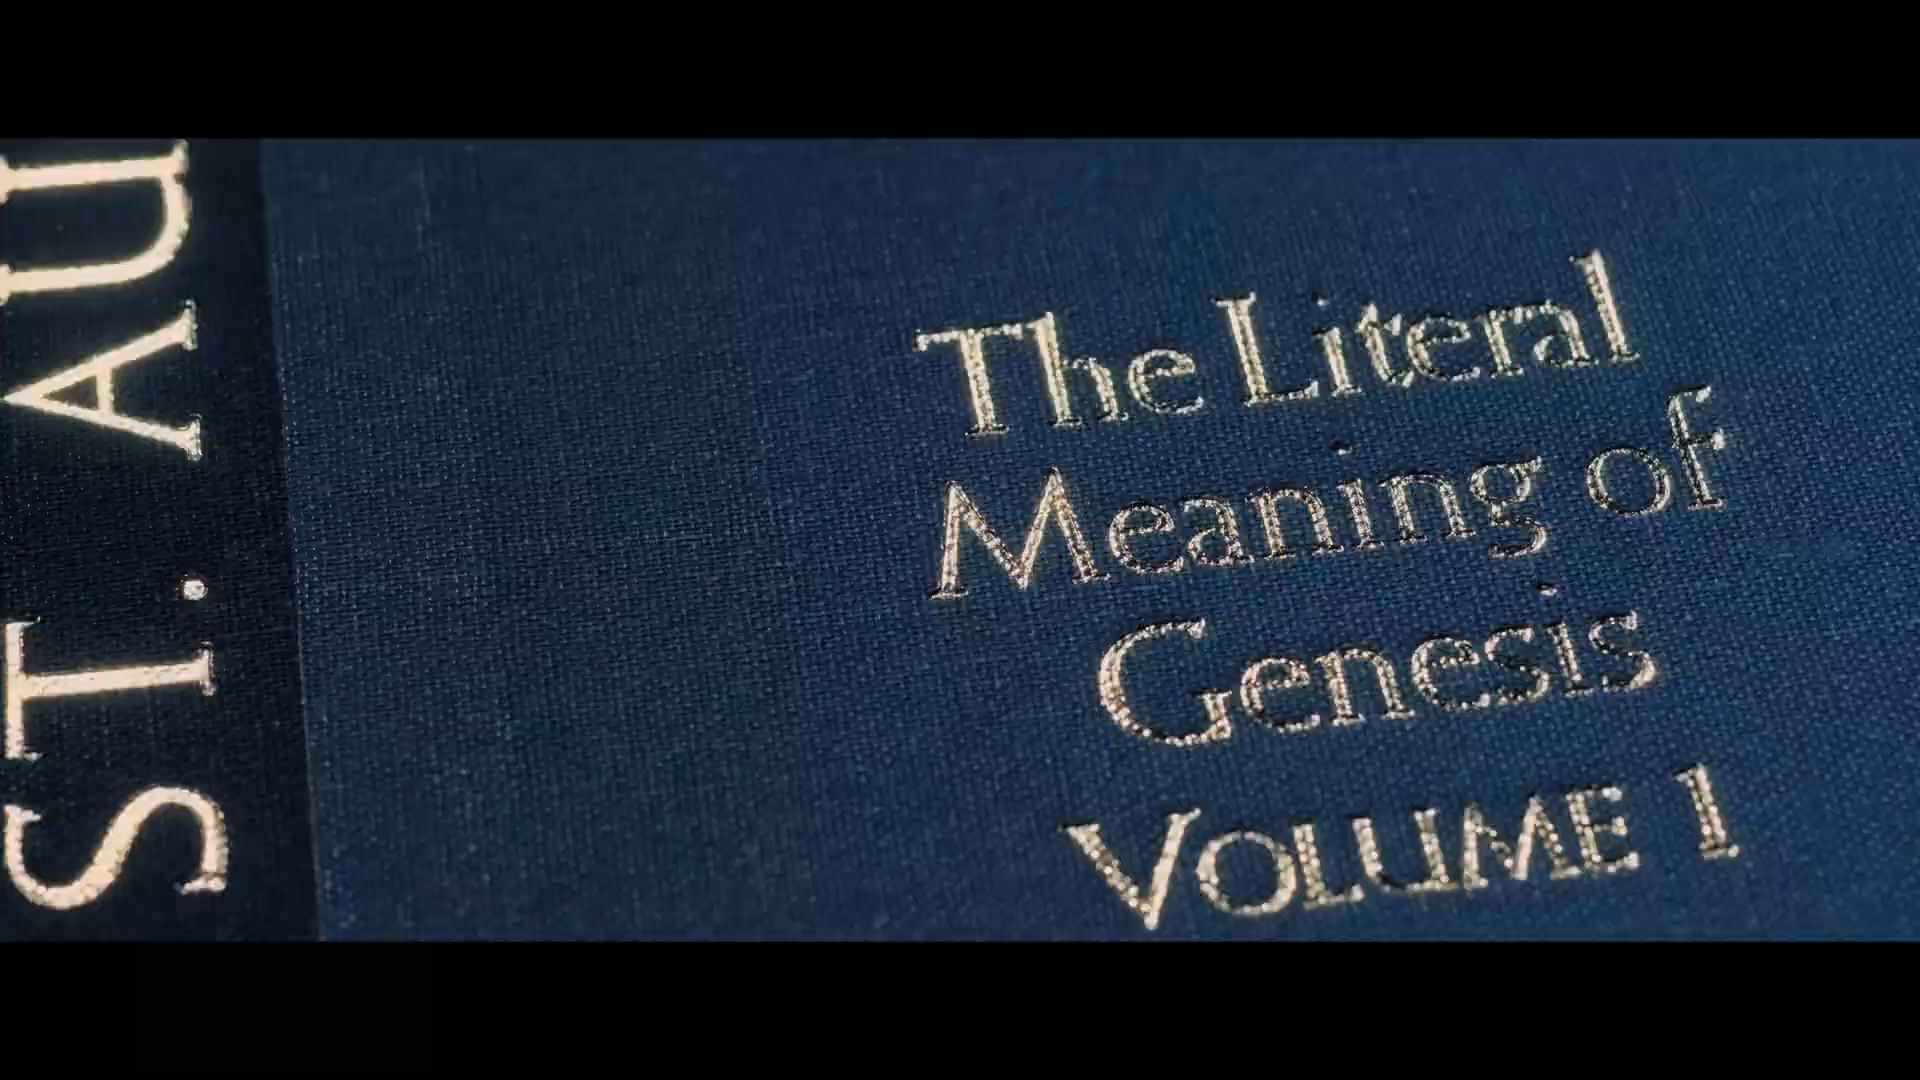 ST. AU
The Literal
Meaning of
Genesis
VOLUME 1